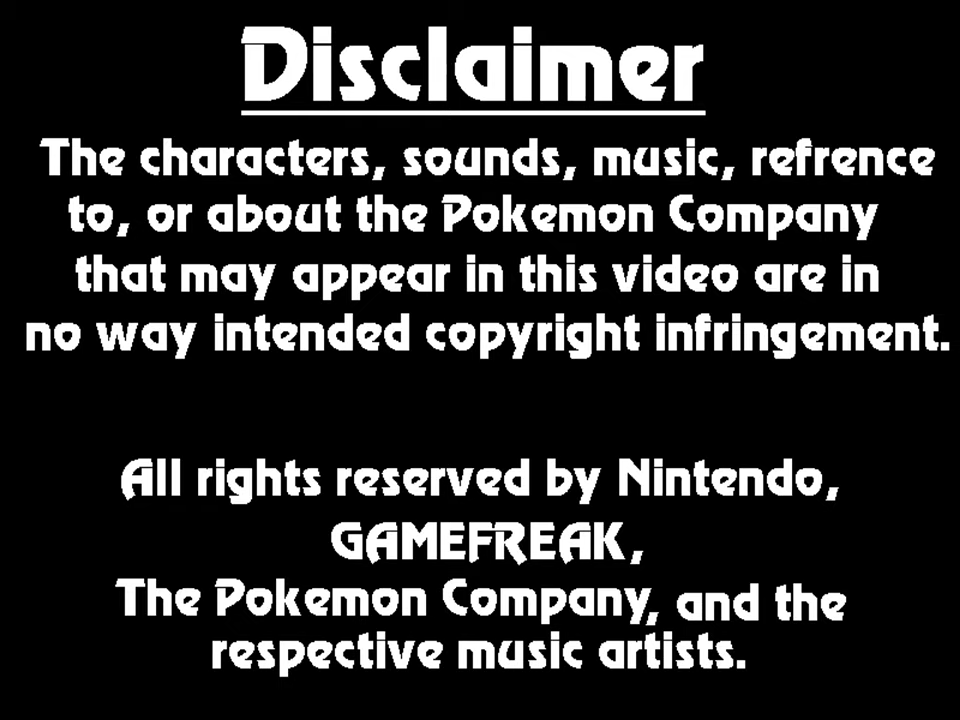 Disclaimer
The characters, sounds, music, refrence
to, or about the Pokemon Company
that may appear in this video are in
no way intended copyright infringement.
All rights reserved by Nintendo,
GAMEFREAK,
The Pokemon Company, and the
respective music artists.